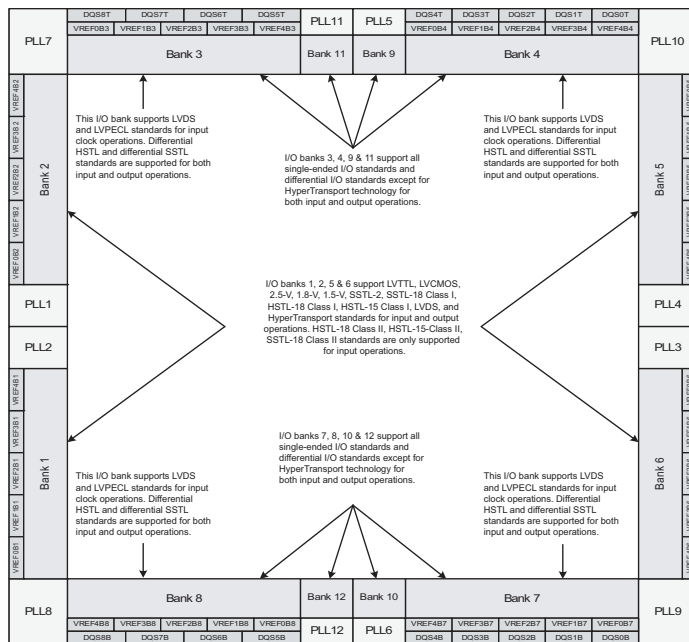 PLL7
DQS8T DQS7T DQS6T DQS5T
VREF0B3 VREF1B3 VREF2B3 VREF3B3 VREF4B3
Bank 3
PLL11
Bank 11
PLL5
Bank 9
DQS4T DQS3T DQS2T DQS1T DQS0T
VREF0B4 VREF1B4 VREF2B4 VREF3B4 VREF4B4
Bank 4
PLL10
VREF4B2
VREF3B2
VREF2B2
VREF1B2
VREF0B2
Bank 2
This I/O bank supports LVDS
and LVPECL standards for input
clock operations. Differential
HSTL and differential SSTL
standards are supported for both
input and output operations.
I/O banks 3, 4, 9 & 11 support all
single-ended I/O standards and
differential I/O standards except for
HyperTransport technology for
both input and output operations.
This I/O bank supports LVDS
and LVPECL standards for input
clock operations. Differential
HSTL and differential SSTL
standards are supported for both
input and output operations.
Bank 5
PLL1
PLL2
I/O banks 1, 2, 5 & 6 support LVTTL, LVCMOS,
2.5-V, 1.8-V, 1.5-V, SSTL-2, SSTL-18 Class I,
HSTL-18 Class I, HSTL-15 Class I, LVDS, and
HyperTransport standards for input and output
operations. HSTL-18 Class II, HSTL-15-Class II,
SSTL-18 Class II standards are only supported
for input operations.
PLL4
PLL3
VREF4B1
VREF3B1
VREF2B1
VREF1B1
VREF0B1
Bank 1
This I/O bank supports LVDS
and LVPECL standards for input
clock operations. Differential
HSTL and differential SSTL
standards are supported for both
input and output operations.
I/O banks 7, 8, 10 & 12 support all
single-ended I/O standards and
differential I/O standards except for
HyperTransport technology for
both input and output operations.
This I/O bank supports LVDS
and LVPECL standards for input
clock operations. Differential
HSTL and differential SSTL
standards are supported for both
input and output operations.
Bank 6
PLL8
Bank 8
VREF4B8 VREF3B8 VREF2B8 VREF1B8 VREF0B8
DQS8B DQS7B DQS6B DQS5B
Bank 12
PLL12
Bank 10
PLL6
Bank 7
VREF4B7 VREF3B7 VREF2B7 VREF1B7 VREF0B7
DQS4B DQS3B DQS2B DQS1B DQS0B
PLL9